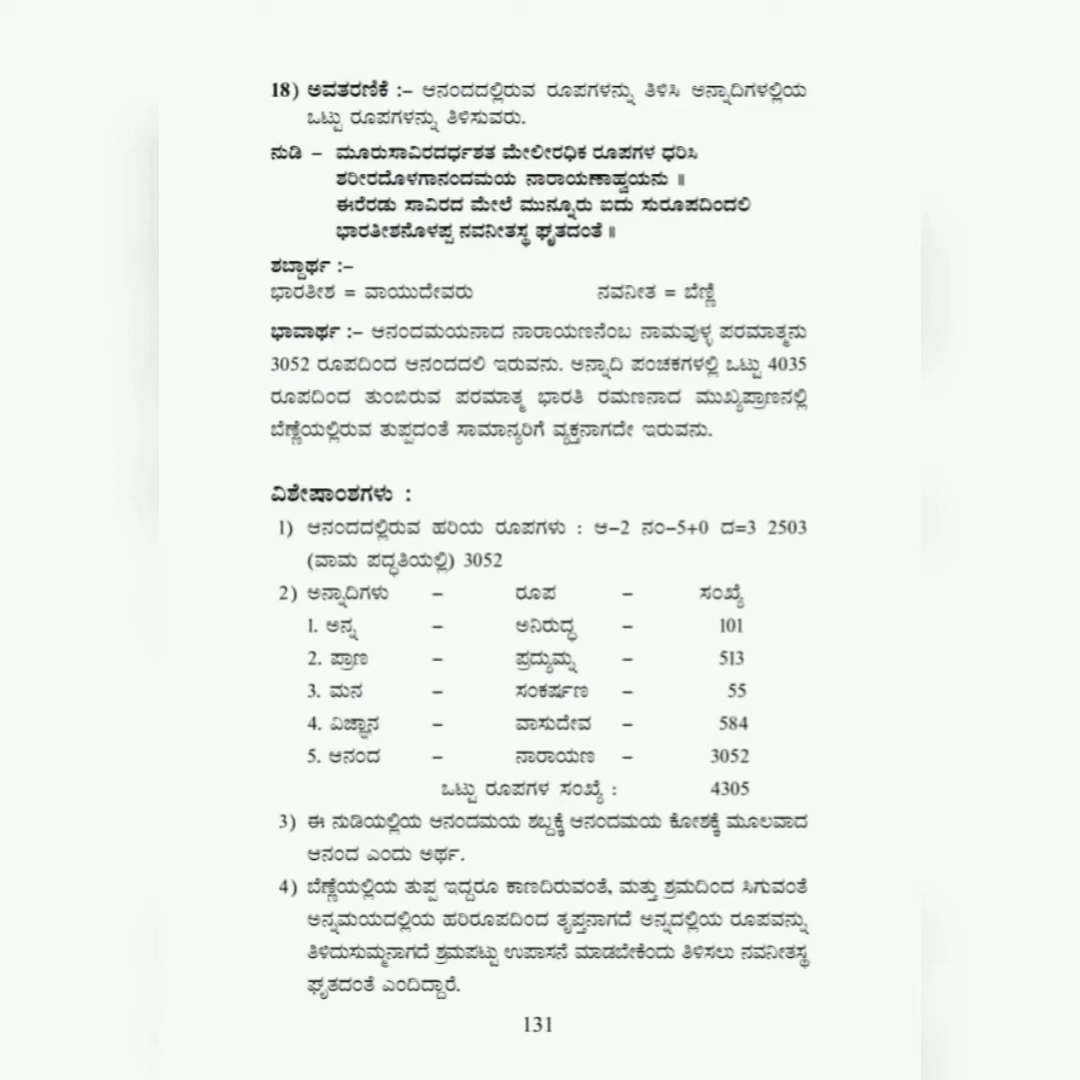 18) ಅವತರಣಿಕೆ :– ಆನಂದದಲ್ಲಿರುವ ರೂಪಗಳನ್ನು ತಿಳಿಸಿ ಅನ್ನಾದಿಗಳಲ್ಲಿಯ
ಒಟ್ಟು ರೂಪಗಳನ್ನು ತಿಳಿಸುವರು.
ನುಡಿ – ಮೂರುಸಾವಿರದರ್ಧಶತ ಮೇಲೀರಧಿಕ ರೂಪಗಳ ಧರಿಸಿ
ಶರೀರದೊಳಗಾನಂದಮಯ ನಾರಾಯಣಾಹ್ವಯನು ॥
ಈರೆರಡು ಸಾವಿರದ ಮೇಲೆ ಮುನ್ನೂರು ಐದು ಸುರೂಪದಿಂದಲಿ
ಭಾರತೀಶನೊಳಪ್ಪ ನವನೀತಸ್ಥ ಘೃತದಂತೆ ॥
ಶಬ್ದಾರ್ಥ :–
ಭಾರತೀಶ = ವಾಯುದೇವರು ನವನೀತ = ಬೆಣ್ಣೆ
ಭಾವಾರ್ಥ :– ಆನಂದಮಯನಾದ ನಾರಾಯಣನೆಂಬ ನಾಮವುಳ್ಳ ಪರಮಾತ್ಮನು
3052 ರೂಪದಿಂದ ಆನಂದದಲಿ ಇರುವನು. ಅನ್ನಾದಿ ಪಂಚಕಗಳಲ್ಲಿ ಒಟ್ಟು 4035
ರೂಪದಿಂದ ತುಂಬಿರುವ ಪರಮಾತ್ಮ ಭಾರತಿ ರಮಣನಾದ ಮುಖ್ಯಪ್ರಾಣನಲ್ಲಿ
ಬೆಣ್ಣೆಯಲ್ಲಿರುವ ತುಪ್ಪದಂತೆ ಸಾಮಾನ್ಯರಿಗೆ ವ್ಯಕ್ತನಾಗದೇ ಇರುವನು.
ವಿಶೇಷಾಂಶಗಳು :
1) ಆನಂದದಲ್ಲಿರುವ ಹರಿಯ ರೂಪಗಳು : ಆ–2 ನಂ–5+0 ದ=3 2503
(ವಾಮ ಪದ್ಧತಿಯಲ್ಲಿ) 3052
2) ಅನ್ನಾದಿಗಳು – ರೂಪ – ಸಂಖ್ಯೆ
1. ಅನ್ನ – ಅನಿರುದ್ಧ – 101
2. ಪ್ರಾಣ – ಪ್ರದ್ಯುಮ್ನ – 513
3. ಮನ – ಸಂಕರ್ಷಣ – 55
4. ವಿಜ್ಞಾನ – ವಾಸುದೇವ – 584
5. ಆನಂದ – ನಾರಾಯಣ – 3052
ಒಟ್ಟು ರೂಪಗಳ ಸಂಖ್ಯೆ : 4305
3) ಈ ನುಡಿಯಲ್ಲಿಯ ಆನಂದಮಯ ಶಬ್ದಕ್ಕೆ ಆನಂದಮಯ ಕೋಶಕ್ಕೆ ಮೂಲವಾದ
ಆನಂದ ಎಂದು ಅರ್ಥ.
4) ಬೆಣ್ಣೆಯಲ್ಲಿಯ ತುಪ್ಪ ಇದ್ದರೂ ಕಾಣದಿರುವಂತೆ, ಮತ್ತು ಶ್ರಮದಿಂದ ಸಿಗುವಂತೆ
ಅನ್ನಮಯದಲ್ಲಿಯ ಹರಿರೂಪದಿಂದ ತೃಪ್ತನಾಗದೆ ಅನ್ನದಲ್ಲಿಯ ರೂಪವನ್ನು
ತಿಳಿದುಸುಮ್ಮನಾಗದೆ ಶ್ರಮಪಟ್ಟು ಉಪಾಸನೆ ಮಾಡಬೇಕೆಂದು ತಿಳಿಸಲು ನವನೀತಸ್ಥ
ಘೃತದಂತೆ ಎಂದಿದ್ದಾರೆ.
131